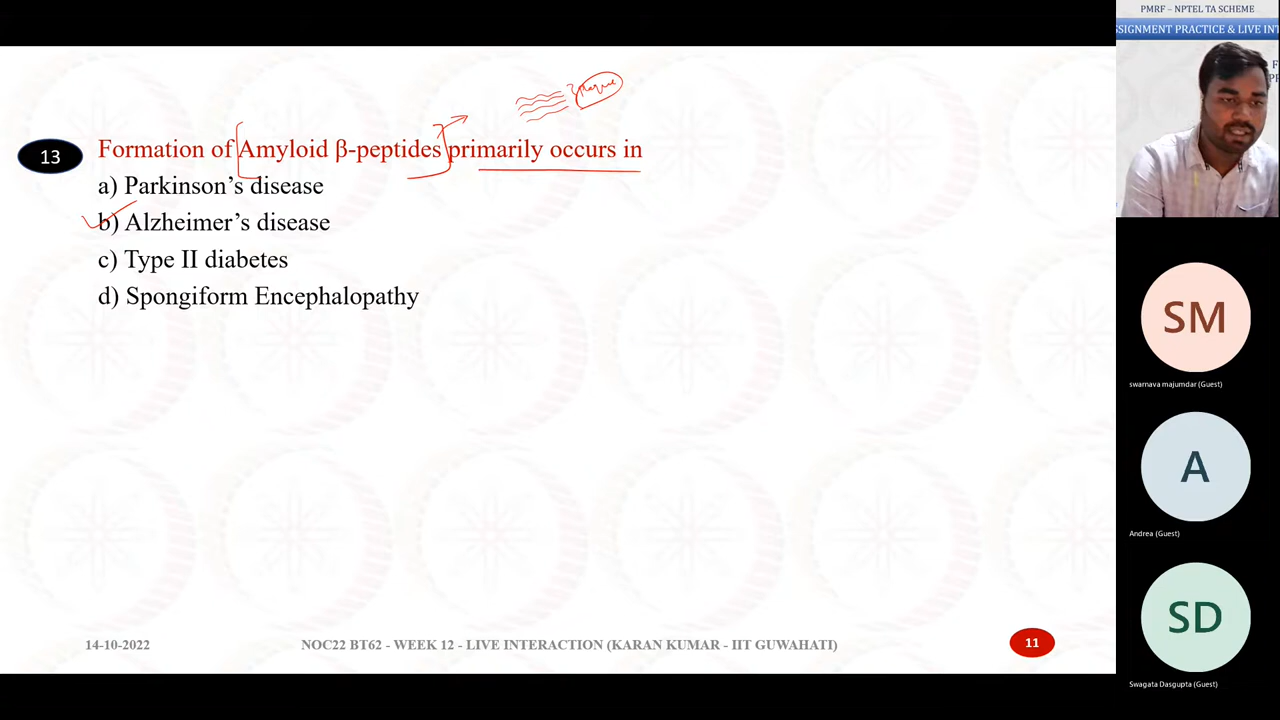 PMRF – NPTEL TA SCHEME
SSIGNMENT PRACTICE & LIVE INT
plaque
13
Formation of Amyloid β-peptides primarily occurs in
a) Parkinson’s disease
b) Alzheimer’s disease
c) Type II diabetes
d) Spongiform Encephalopathy
SM
swarnava majumdar (Guest)
A
Andrea (Guest)
SD
Swagata Dasgupta (Guest)
14-10-2022
NOC22 BT62 - WEEK 12 - LIVE INTERACTION (KARAN KUMAR - IIT GUWAHATI)
11